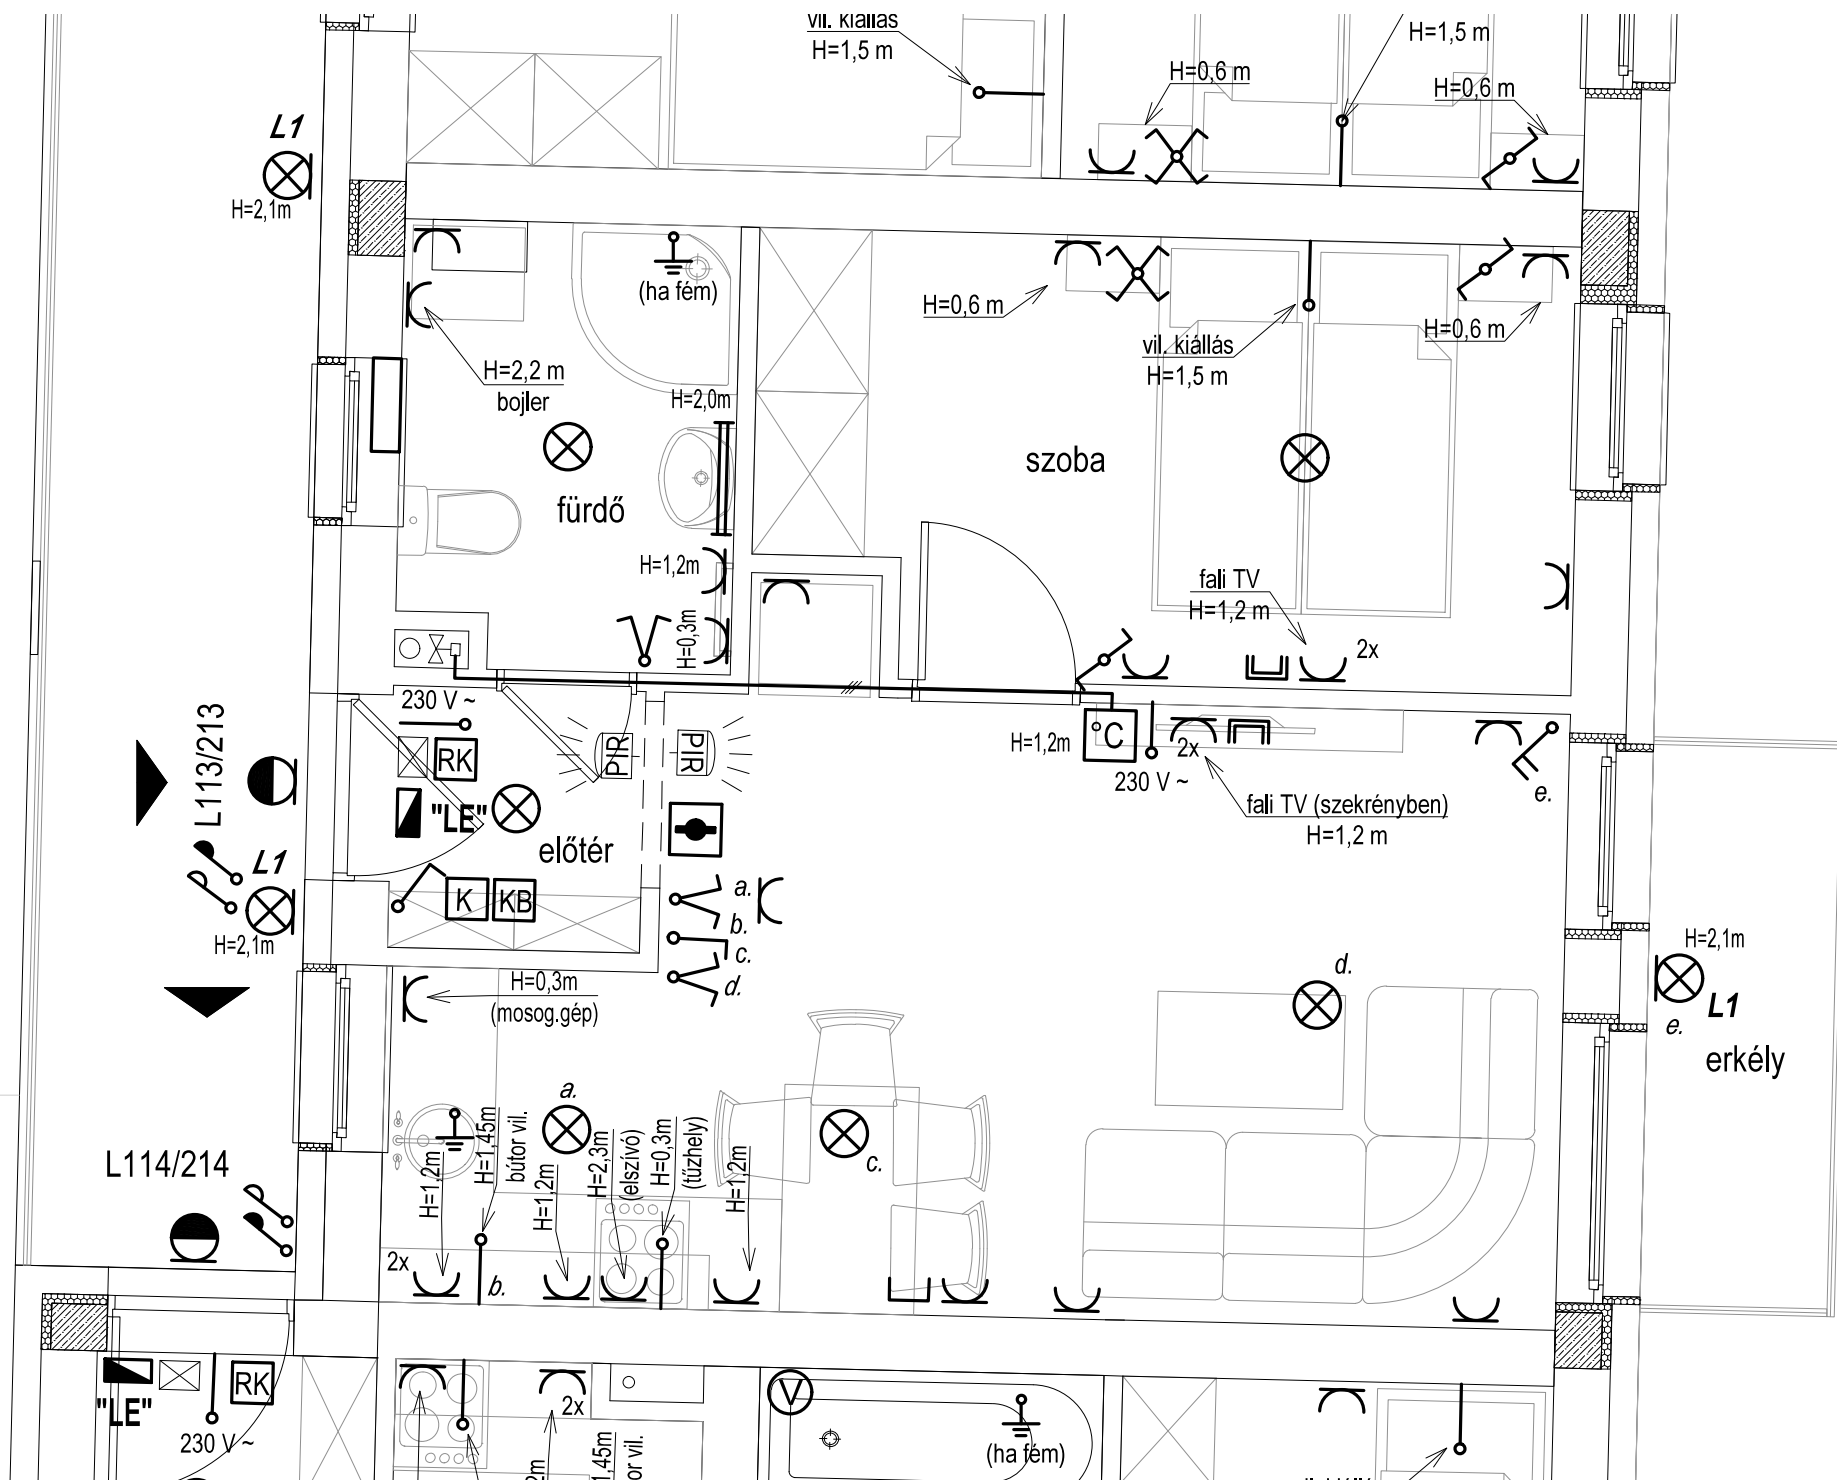 vil. kiállás
H=1,5 m
H=1,5 m
H=0,6 m
H=0,6 m
L1
H=2,1m
(ha fém)
H=0,6 m
vil. kiállás
H=1,5 m
H=0,6 m
H=2,2 m
bojler
H=2,0m
fürdő
szoba
H=1,2m
H=0,3m
fali TV
H=1,2 m
2x
230 V ~
RK
PIR
PIR
H=1,2m
°C
2x
230 V ~
e.
fali TV (szekrényben)
H=1,2 m
L113/213
"LE"
előtér
L1
H=2,1m
K
KB
a.
b.
c.
d.
H=0,3m
(mosog.gép)
d.
H=2,1m
L1
e.
erkély
a.
c.
L114/214
H=1,2m
H=1,45m
bútor vil.
H=1,2m
H=2,3m
(elszívó)
H=0,3m
(tűzhely)
H=1,2m
2x
b.
"LE"
RK
230 V ~
2x
V
(ha fém)